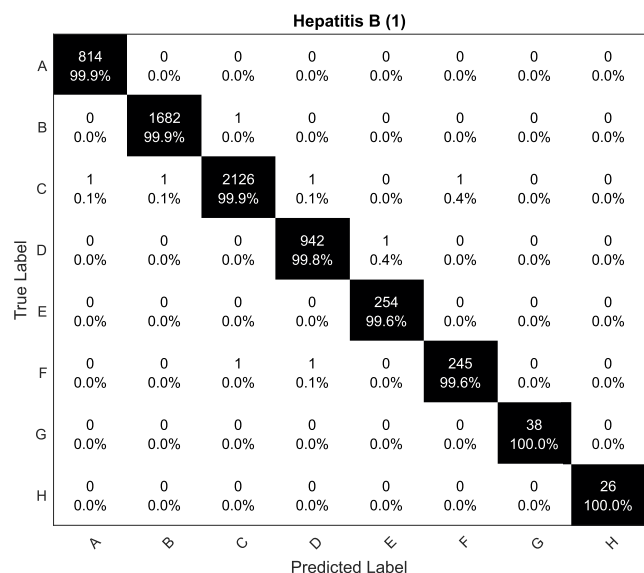 Hepatitis B (1)
A 814 0 0 0 0 0 0 0
99.9% 0.0% 0.0% 0.0% 0.0% 0.0% 0.0% 0.0%
B 0 1682 1 0 0 0 0 0
0.0% 99.9% 0.0% 0.0% 0.0% 0.0% 0.0% 0.0%
C 1 1 2126 1 0 1 0 0
0.1% 0.1% 99.9% 0.1% 0.0% 0.4% 0.0% 0.0%
D 0 0 0 942 1 0 0 0
0.0% 0.0% 0.0% 99.8% 0.4% 0.0% 0.0% 0.0%
E 0 0 0 0 254 0 0 0
0.0% 0.0% 0.0% 0.0% 99.6% 0.0% 0.0% 0.0%
F 0 0 1 1 0 245 0 0
0.0% 0.0% 0.0% 0.1% 0.0% 99.6% 0.0% 0.0%
G 0 0 0 0 0 0 38 0
0.0% 0.0% 0.0% 0.0% 0.0% 0.0% 100.0% 0.0%
H 0 0 0 0 0 0 0 26
0.0% 0.0% 0.0% 0.0% 0.0% 0.0% 0.0% 100.0%
A B C D E F G H
Predicted Label
True Label